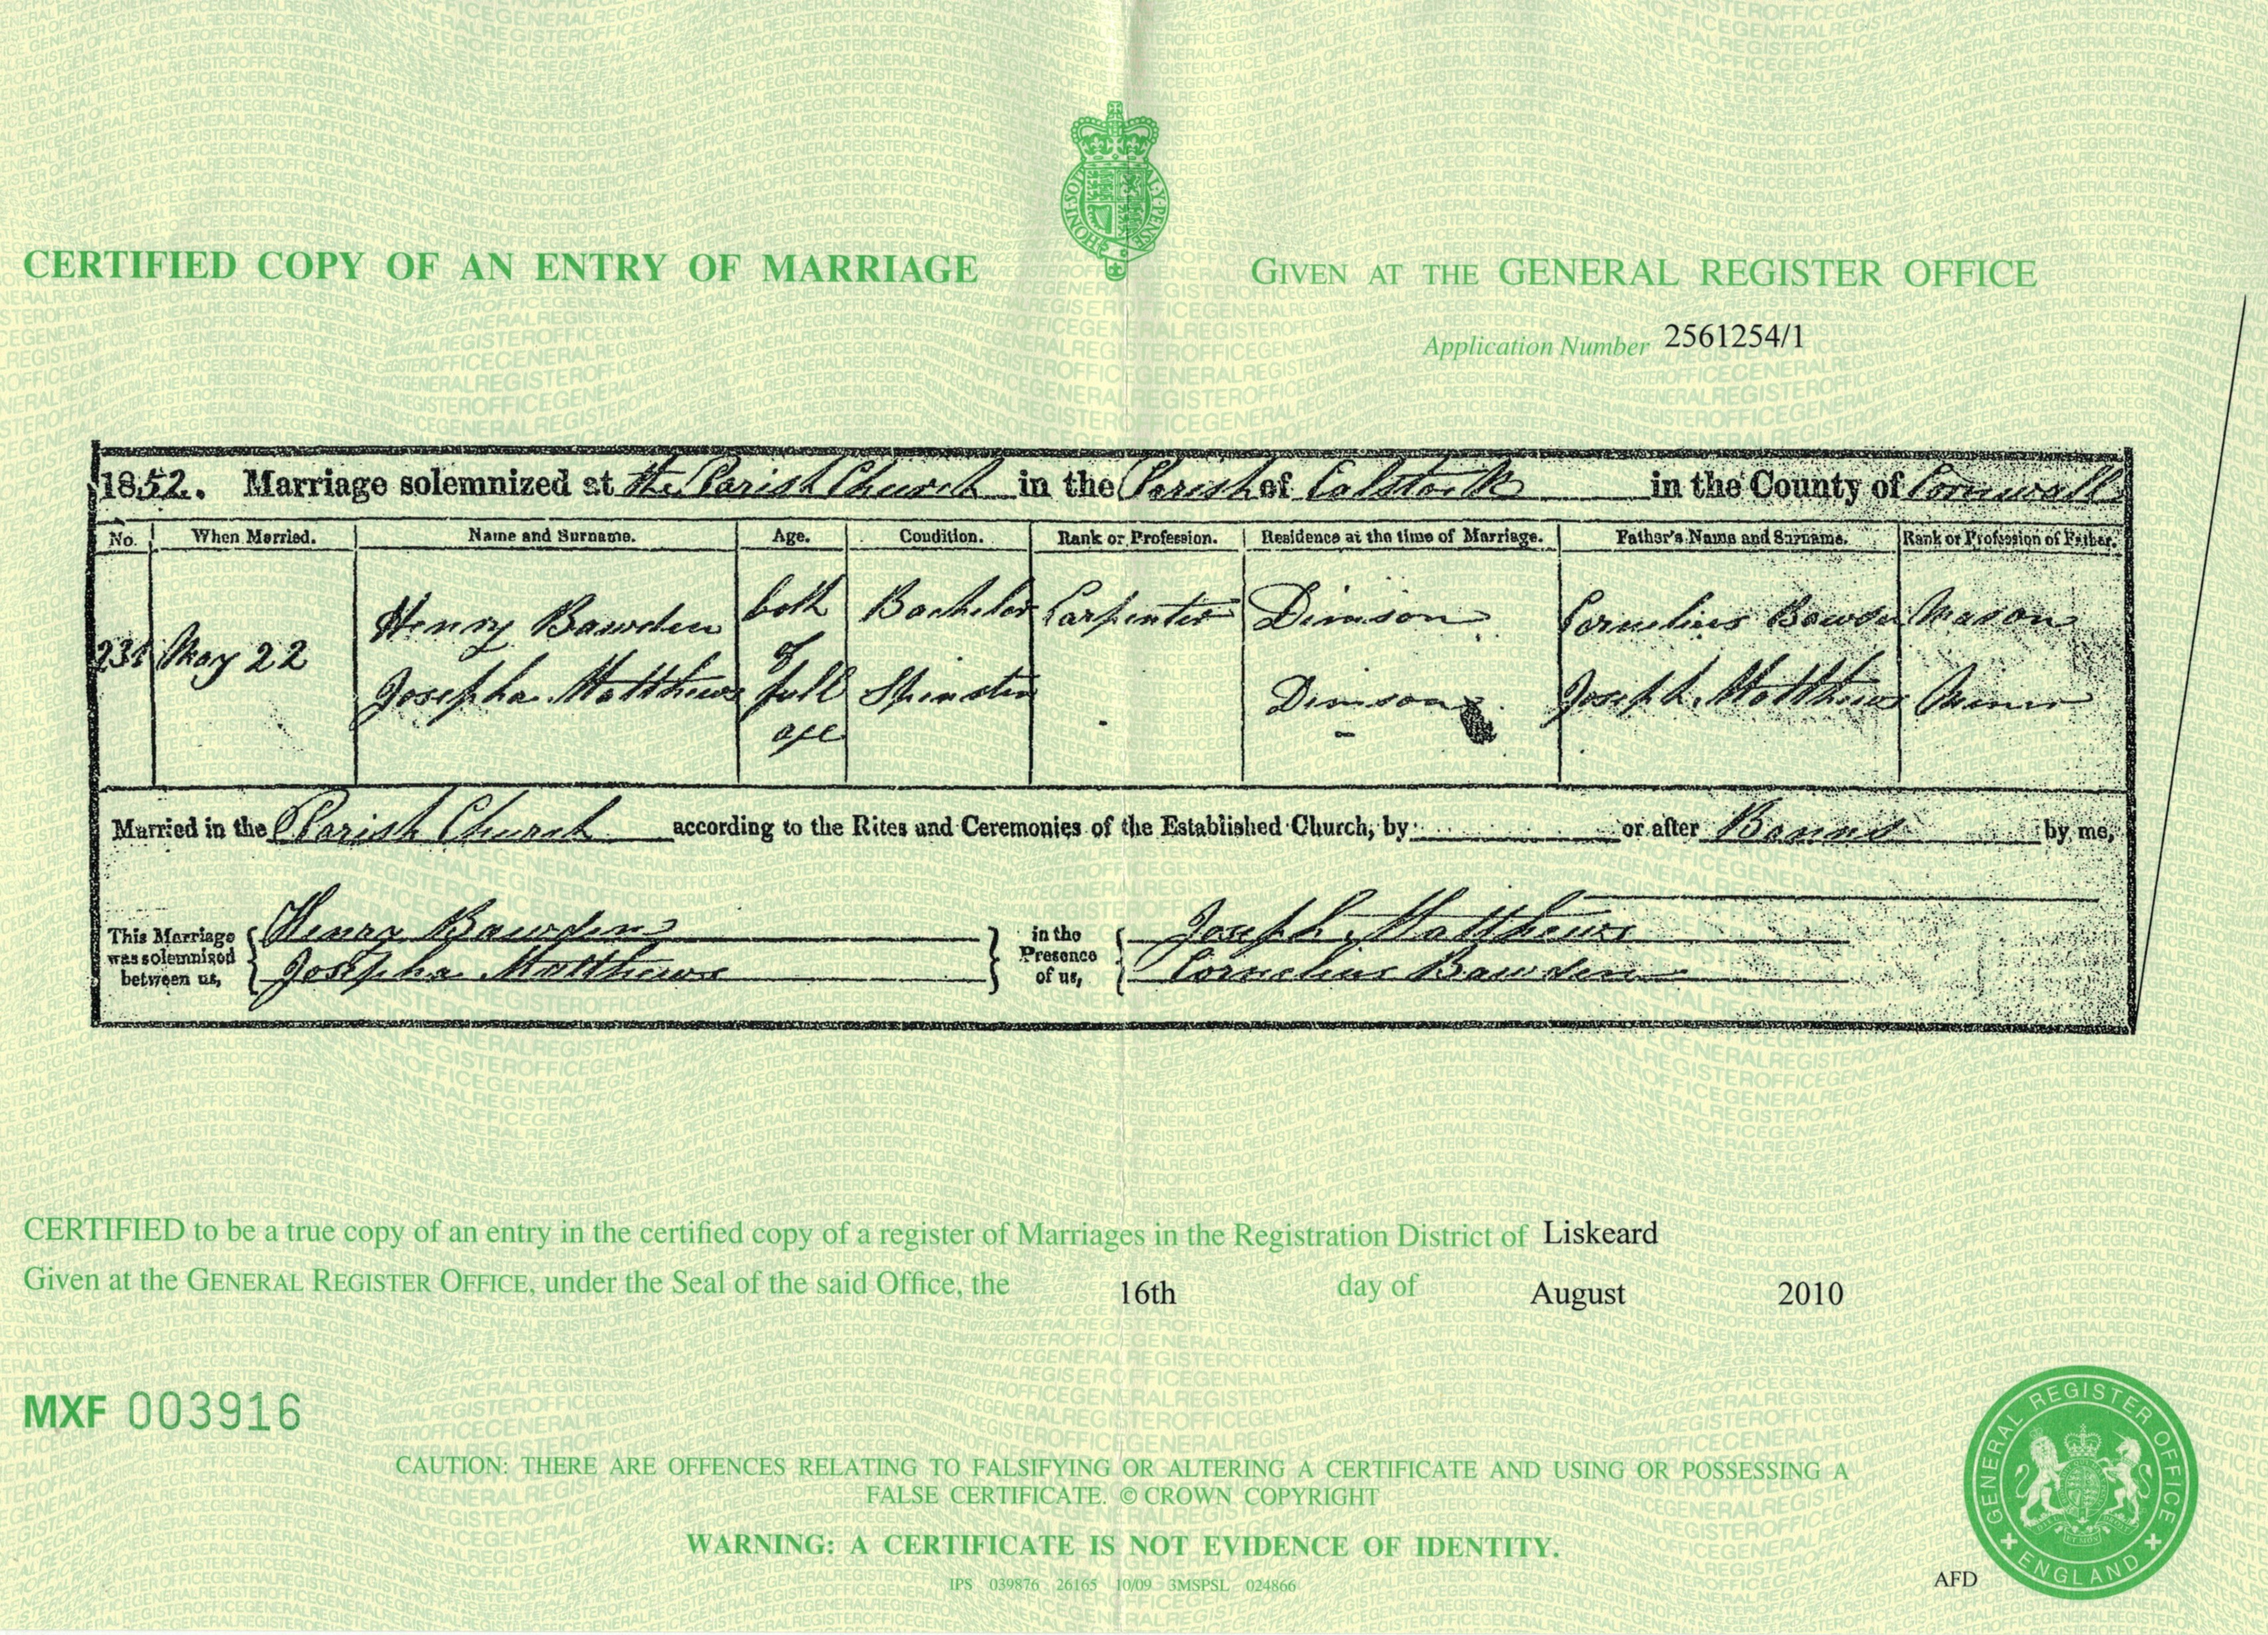 HONI·SOIT
AL·Y·PENSE
CERTIFIED COPY OF AN ENTRY OF MARRIAGE
GIVEN AT THE GENERAL REGISTER OFFICE
Application Number 2561254/1
1852. Marriage solemnized at the Parish Church in the Parish of Calstock in the County of Cornwall
No. When Married. Name and Surname. Age. Condition. Rank or Profession. Residence at the time of Marriage. Father's Name and Surname. Rank or Profession of Father.
Henry Bawden both Bachelor Carpenter Dimson Cornelius Bawden Mason
231 May 22 of
Josepha Matthews full Spinster Dimson Joseph Matthews Miner
age
Married in the Parish Church according to the Rites and Ceremonies of the Established Church, by or after Banns by me,
This Marriage was solemnized between us, Henry Bawden in the Presence of us, Joseph Matthews
Josepha Matthews Cornelius Bawden
CERTIFIED to be a true copy of an entry in the certified copy of a register of Marriages in the Registration District of Liskeard
Given at the GENERAL REGISTER OFFICE, under the Seal of the said Office, the 16th day of August 2010
MXF 003916
CAUTION: THERE ARE OFFENCES RELATING TO FALSIFYING OR ALTERING A CERTIFICATE AND USING OR POSSESSING A
FALSE CERTIFICATE. © CROWN COPYRIGHT
WARNING: A CERTIFICATE IS NOT EVIDENCE OF IDENTITY.
IPS 039876 26165 10/09 3MSPSL 024866
AFD
GENERAL REGISTER OFFICE
ENGLAND